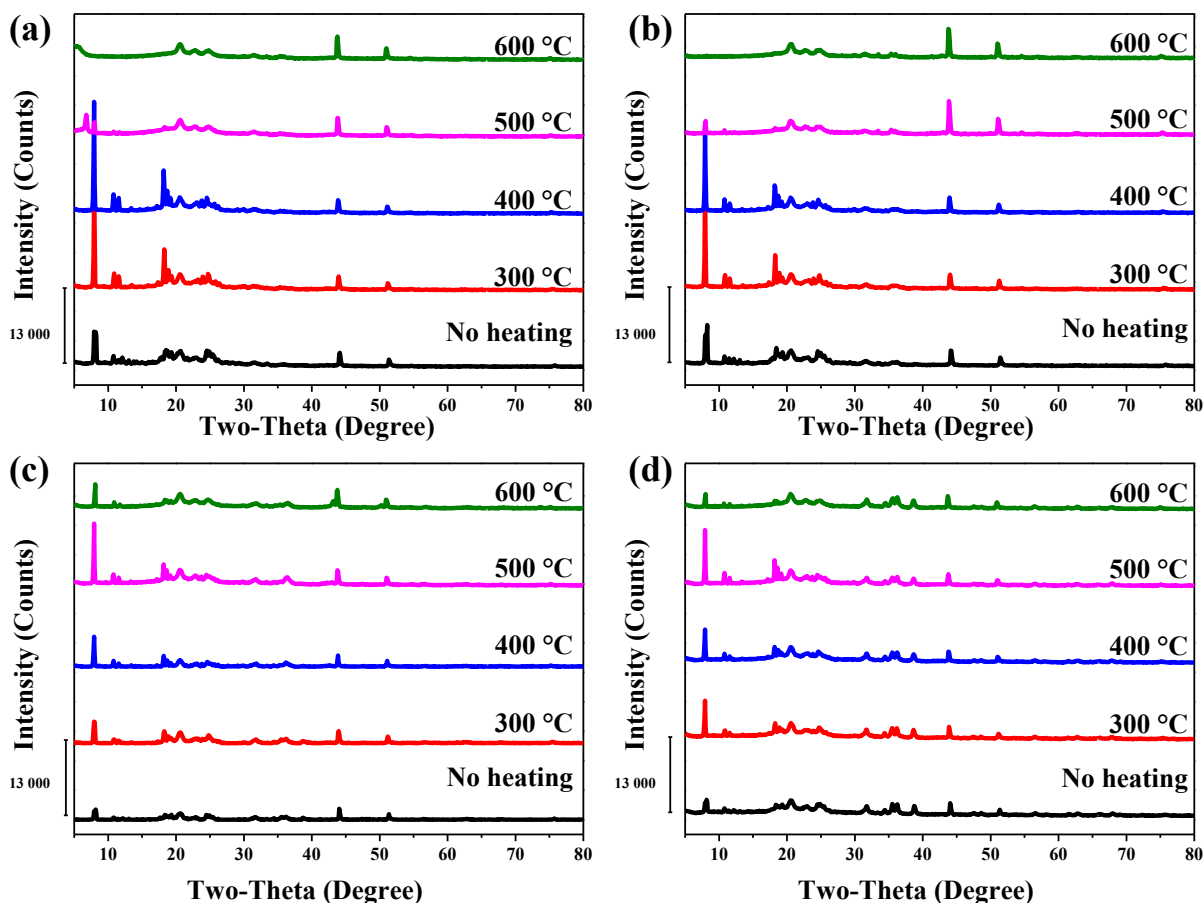 (a)
600 °C
500 °C
400 °C
300 °C
No heating
Intensity (Counts)
13 000
10 20 30 40 50 60 70 80
Two-Theta (Degree)
(b)
600 °C
500 °C
400 °C
300 °C
No heating
Intensity (Counts)
13 000
10 20 30 40 50 60 70 80
Two-Theta (Degree)
(c)
600 °C
500 °C
400 °C
300 °C
No heating
Intensity (Counts)
13 000
10 20 30 40 50 60 70 80
Two-Theta (Degree)
(d)
600 °C
500 °C
400 °C
300 °C
No heating
Intensity (Counts)
13 000
10 20 30 40 50 60 70 80
Two-Theta (Degree)